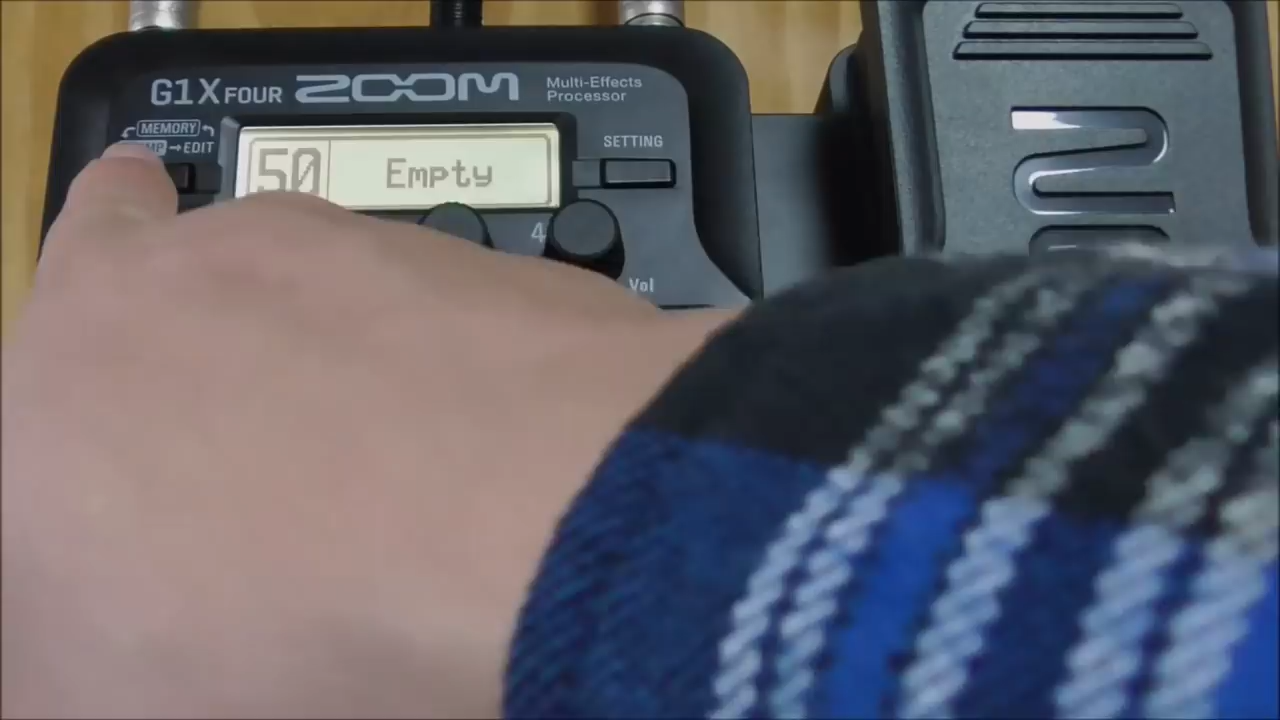 G1X FOUR ZOOM
Multi-Effects
Processor
MEMORY
→EDIT
SETTING
50 Empty
4
Vol